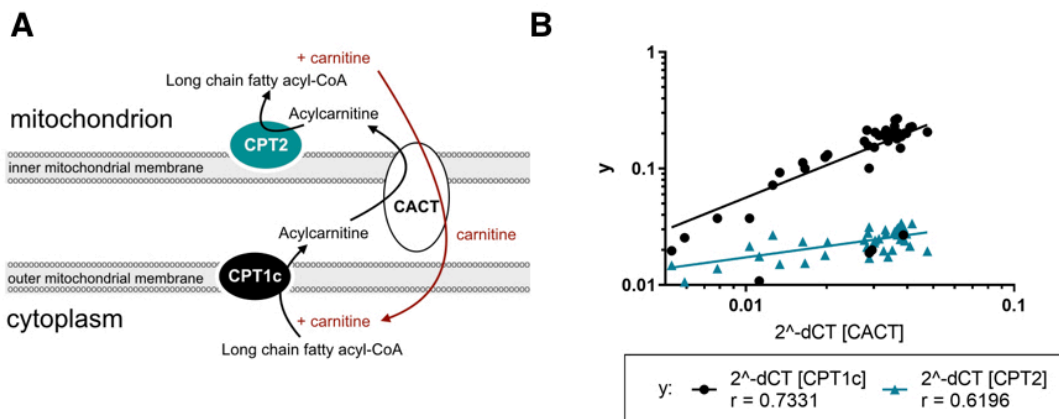 A
+ carnitine
Long chain fatty acyl-CoA
Acylcarnitine
mitochondrion
CPT2
inner mitochondrial membrane
CACT
Acylcarnitine
carnitine
outer mitochondrial membrane
CPT1c
cytoplasm
+ carnitine
Long chain fatty acyl-CoA
B
1
0.1
0.01
y
0.01
0.1
2^-dCT [CACT]
y:
2^-dCT [CPT1c]
r = 0.7331
2^-dCT [CPT2]
r = 0.6196